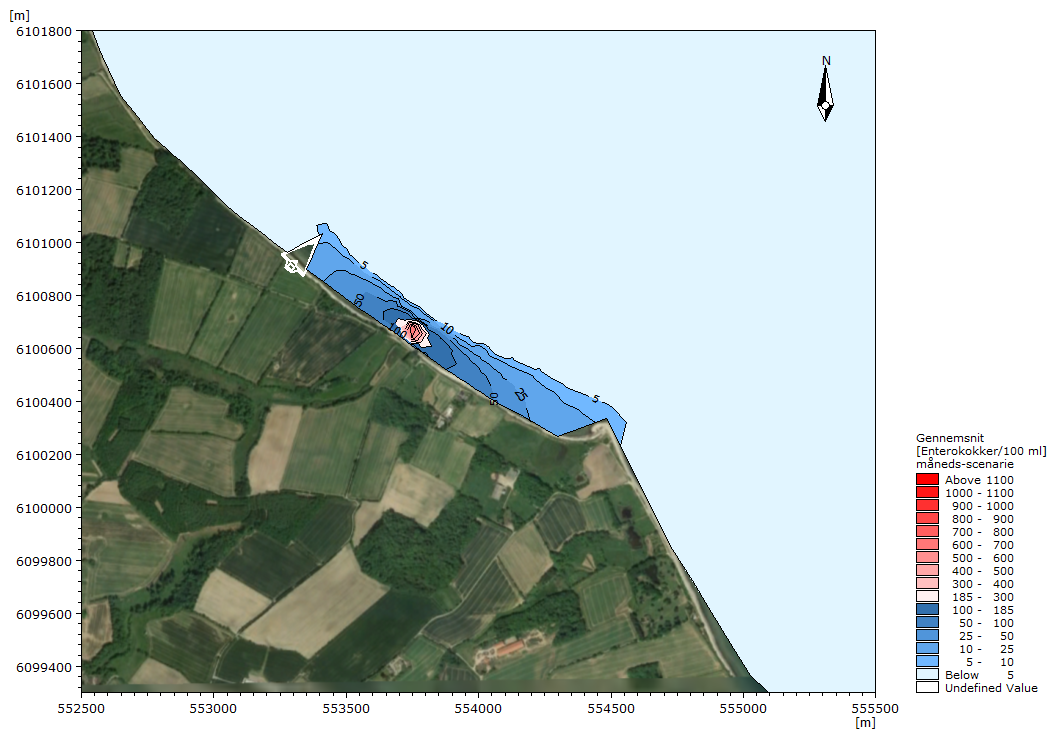 [m]
6101800
6101600
6101400
6101200
6101000
6100800
6100600
6100400
6100200
6100000
6099800
6099600
6099400
552500 553000 553500 554000 554500 555000 555500
[m]
N
5
50
100
10
25
50
5
Gennemsnit
[Enterokokker/100 ml]
måneds-scenarie
Above 1100
1000 - 1100
900 - 1000
800 - 900
700 - 800
600 - 700
500 - 600
400 - 500
300 - 400
185 - 300
100 - 185
50 - 100
25 - 50
10 - 25
5 - 10
Below 5
Undefined Value